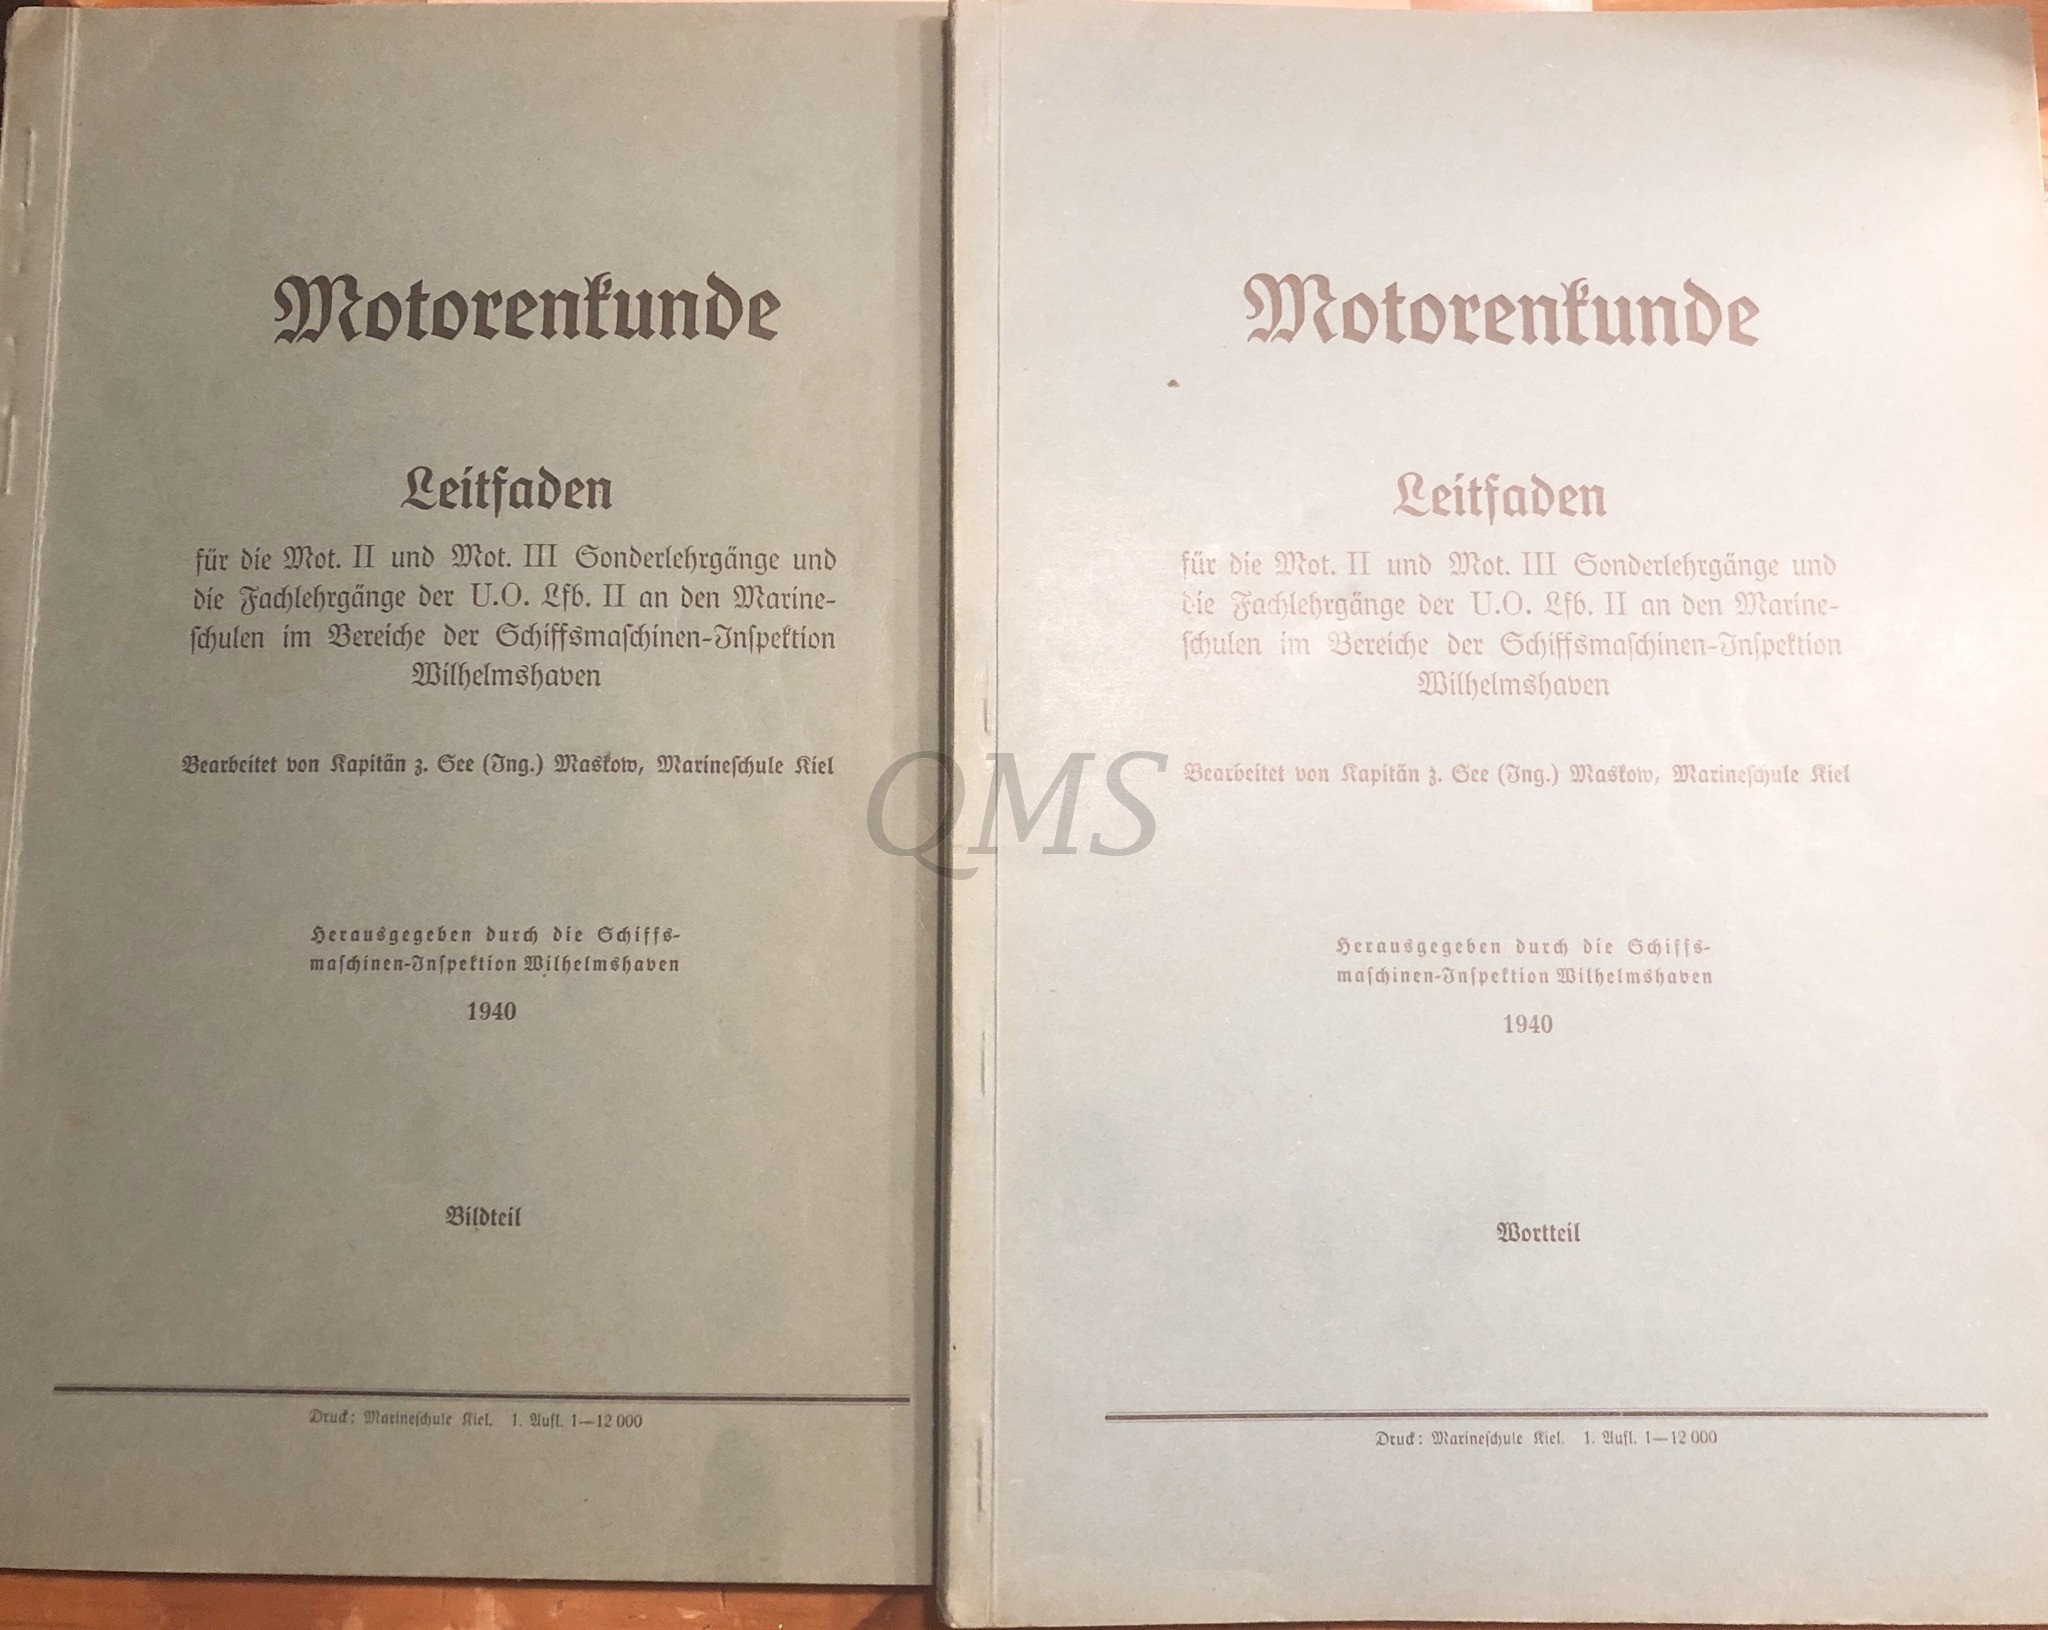 Motorenkunde
Leitfaden
für die Mot. II und Mot. III Sonderlehrgänge und
die Fachlehrgänge der U.O. Lfb. II an den Marine-
ſchulen im Bereiche der Schiffsmaſchinen-Inſpektion
Wilhelmshaven
Bearbeitet von Kapitän z. See (Ing.) Maskow, Marineſchule Kiel
Herausgegeben durch die Schiffs-
maſchinen-Inſpektion Wilhelmshaven
1940
Bildteil
Druck: Marineſchule Kiel. 1. Aufl. 1—12 000
Motorenkunde
Leitfaden
für die Mot. II und Mot. III Sonderlehrgänge und
die Fachlehrgänge der U.O. Lfb. II an den Marine-
ſchulen im Bereiche der Schiffsmaſchinen-Inſpektion
Wilhelmshaven
Bearbeitet von Kapitän z. See (Ing.) Maskow, Marineſchule Kiel
Herausgegeben durch die Schiffs-
maſchinen-Inſpektion Wilhelmshaven
1940
Wortteil
Druck: Marineſchule Kiel. 1. Aufl. 1—12 000
QMS